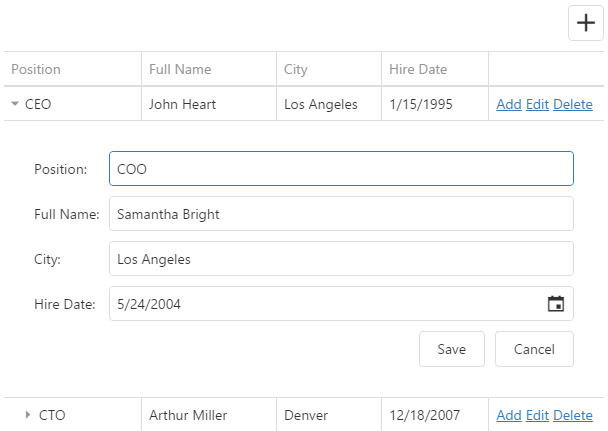 Position Full Name City Hire Date
CEO John Heart Los Angeles 1/15/1995 Add Edit Delete
Position: COO
Full Name: Samantha Bright
City: Los Angeles
Hire Date: 5/24/2004
Save Cancel
CTO Arthur Miller Denver 12/18/2007 Add Edit Delete